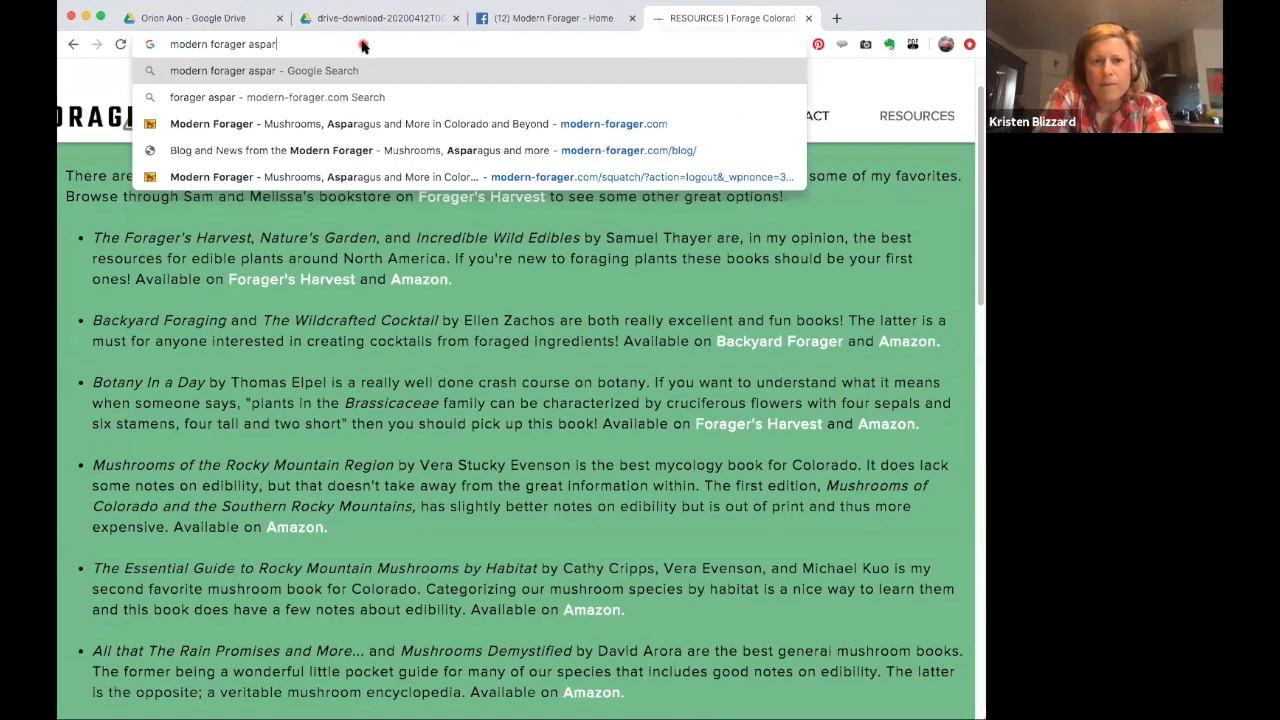 Orion Aon - Google Drive
drive-download-20200412T0
(12) Modern Forager - Home
RESOURCES | Forage Colorad
modern forager aspar
modern forager aspar - Google Search
forager aspar - modern-forager.com Search
Modern Forager - Mushrooms, Asparagus and More in Colorado and Beyond - modern-forager.com
Blog and News from the Modern Forager - Mushrooms, Asparagus and more - modern-forager.com/blog/
Modern Forager - Mushrooms, Asparagus and More in Color... - modern-forager.com/squatch/?action=logout&_wpnonce=3...
ORAG
ACT
RESOURCES
Kristen Blizzard
There are some of my favorites.
Browse through Sam and Melissa's bookstore on Forager's Harvest to see some other great options!
• The Forager's Harvest, Nature's Garden, and Incredible Wild Edibles by Samuel Thayer are, in my opinion, the best
resources for edible plants around North America. If you're new to foraging plants these books should be your first
ones! Available on Forager's Harvest and Amazon.
• Backyard Foraging and The Wildcrafted Cocktail by Ellen Zachos are both really excellent and fun books! The latter is a
must for anyone interested in creating cocktails from foraged ingredients! Available on Backyard Forager and Amazon.
• Botany In a Day by Thomas Elpel is a really well done crash course on botany. If you want to understand what it means
when someone says, "plants in the Brassicaceae family can be characterized by cruciferous flowers with four sepals and
six stamens, four tall and two short" then you should pick up this book! Available on Forager's Harvest and Amazon.
• Mushrooms of the Rocky Mountain Region by Vera Stucky Evenson is the best mycology book for Colorado. It does lack
some notes on edibility, but that doesn't take away from the great information within. The first edition, Mushrooms of
Colorado and the Southern Rocky Mountains, has slightly better notes on edibility but is out of print and thus more
expensive. Available on Amazon.
• The Essential Guide to Rocky Mountain Mushrooms by Habitat by Cathy Cripps, Vera Evenson, and Michael Kuo is my
second favorite mushroom book for Colorado. Categorizing our mushroom species by habitat is a nice way to learn them
and this book does have a few notes about edibility. Available on Amazon.
• All that The Rain Promises and More... and Mushrooms Demystified by David Arora are the best general mushroom books.
The former being a wonderful little pocket guide for many of our species that includes good notes on edibility. The latter
is the opposite; a veritable mushroom encyclopedia. Available on Amazon.